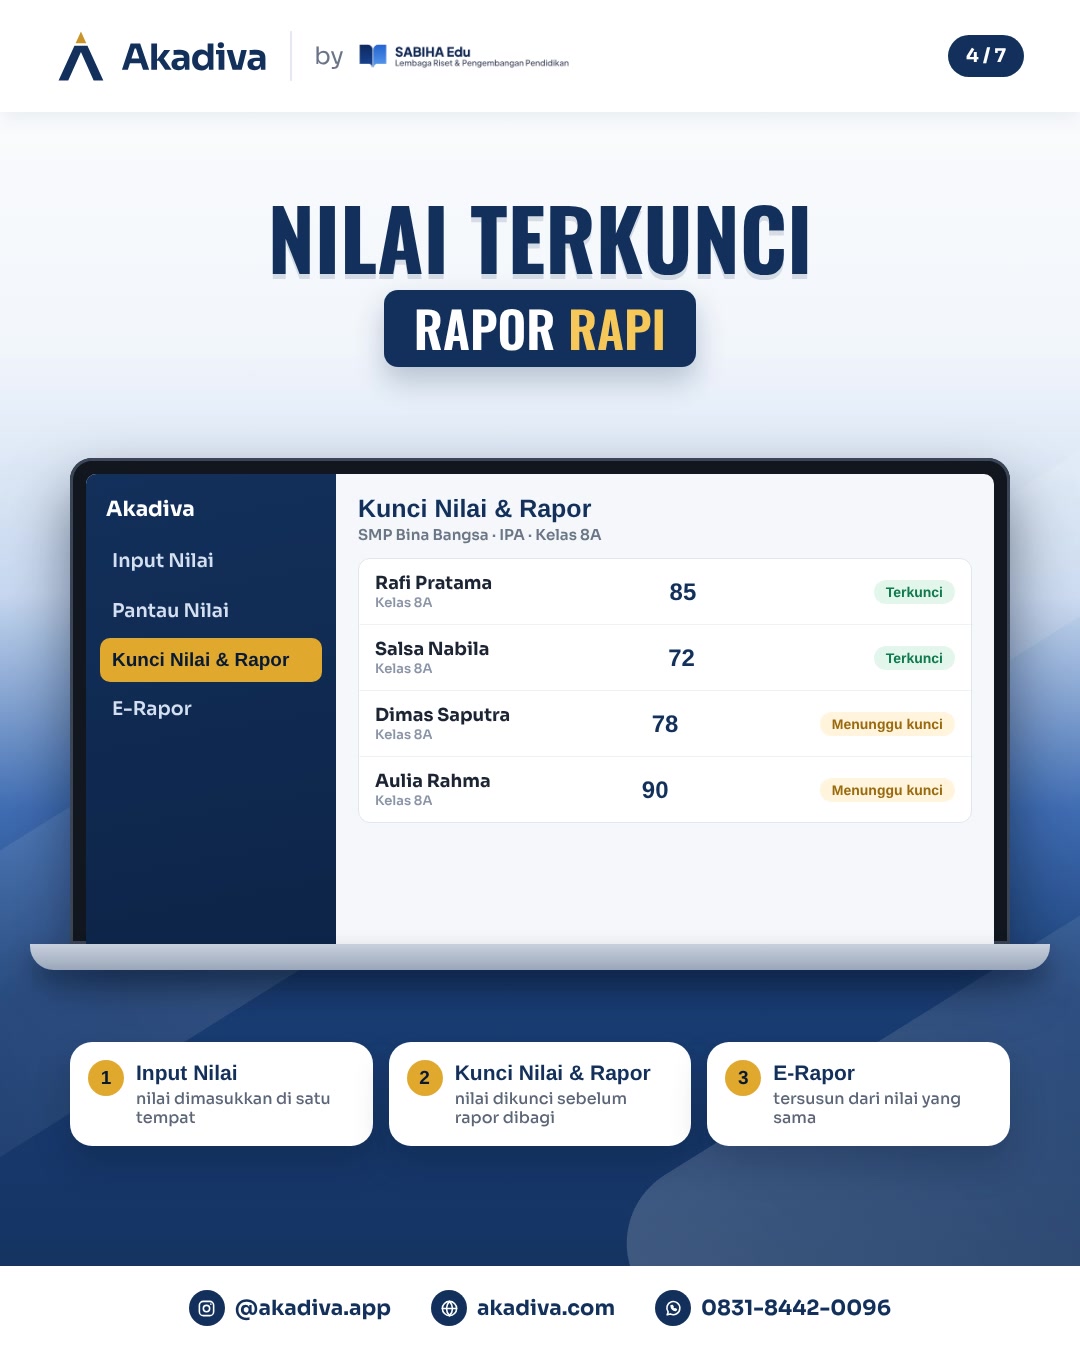 Akadiva
by
SABIHA Edu
Lembaga Riset & Pengembangan Pendidikan
4 / 7
NILAI TERKUNCI
RAPOR RAPI
Akadiva
Input Nilai
Pantau Nilai
Kunci Nilai & Rapor
E-Rapor
Kunci Nilai & Rapor
SMP Bina Bangsa · IPA · Kelas 8A
Rafi Pratama
Kelas 8A
85
Terkunci
Salsa Nabila
Kelas 8A
72
Terkunci
Dimas Saputra
Kelas 8A
78
Menunggu kunci
Aulia Rahma
Kelas 8A
90
Menunggu kunci
1
Input Nilai
nilai dimasukkan di satu
tempat
2
Kunci Nilai & Rapor
nilai dikunci sebelum
rapor dibagi
3
E-Rapor
tersusun dari nilai yang
sama
@akadiva.app
akadiva.com
0831-8442-0096